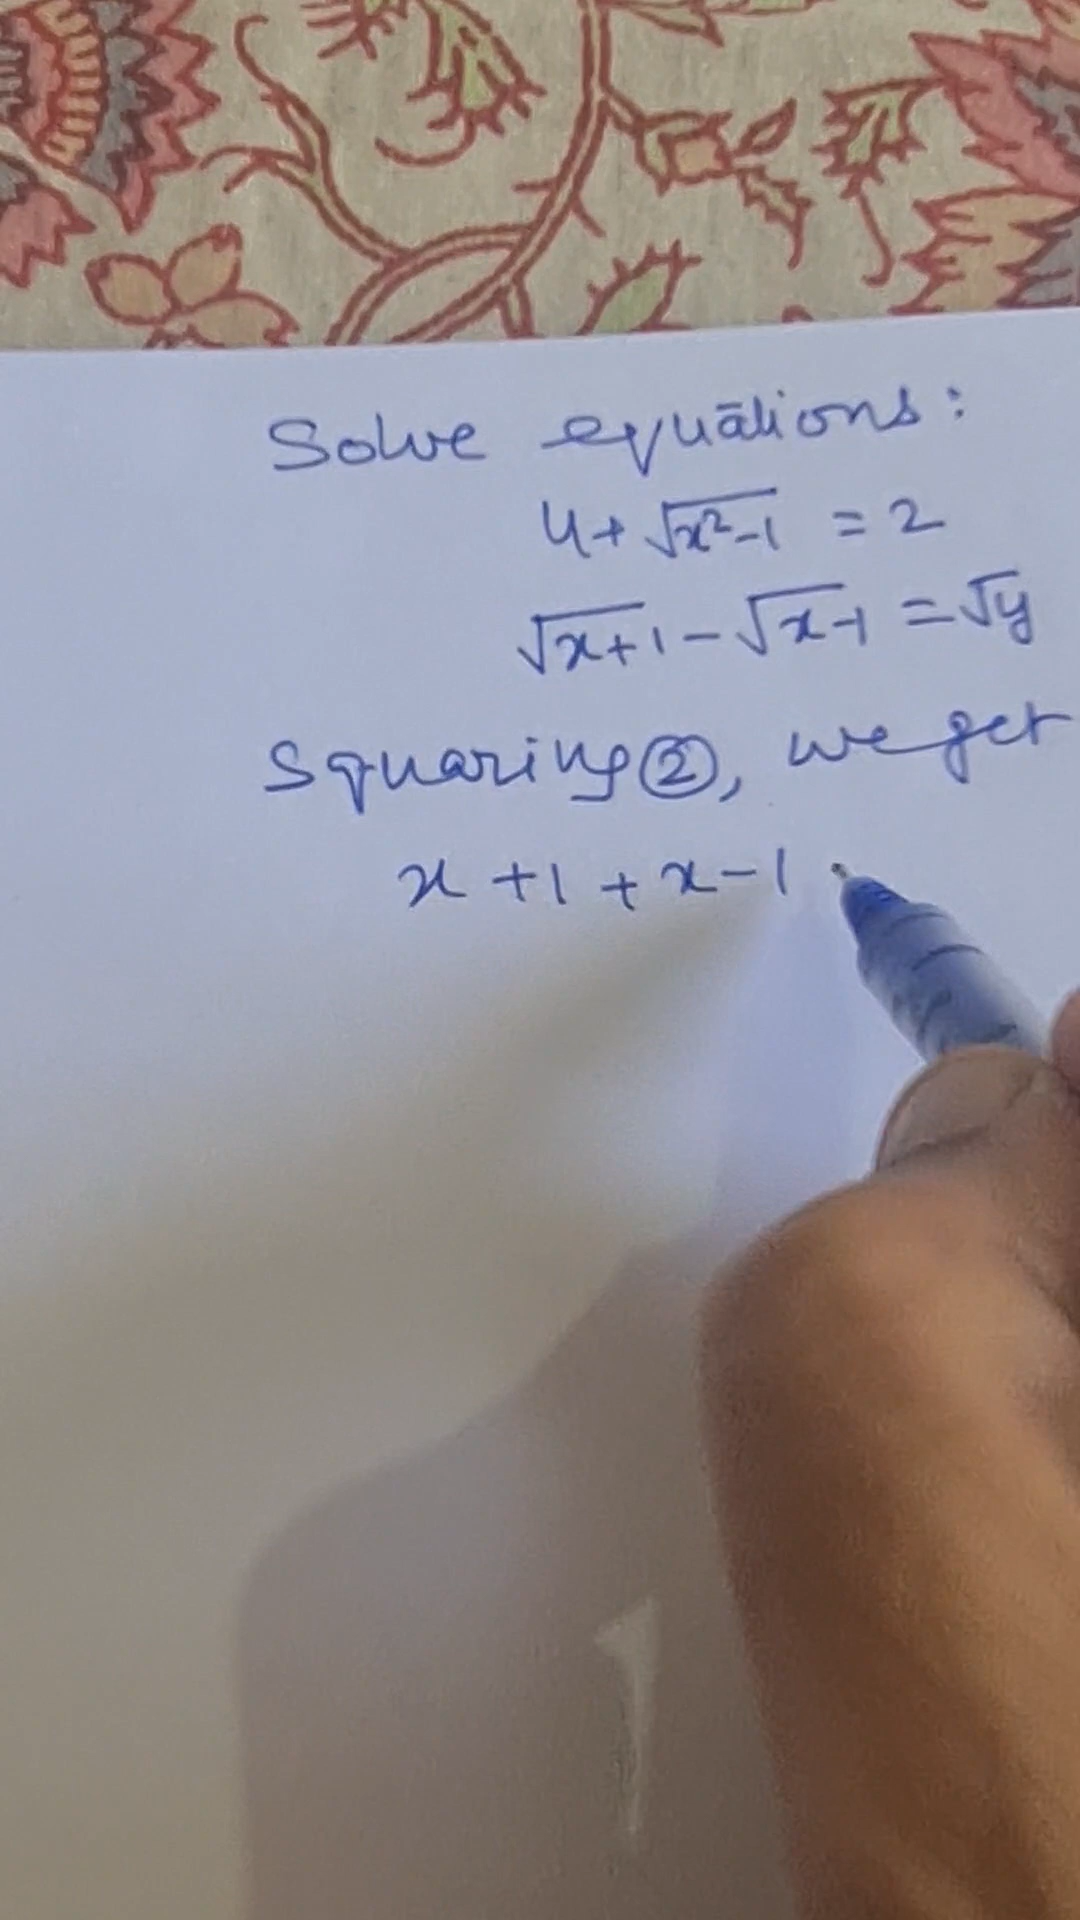 Solve equations:
y + √(x²-1) = 2
√(x+1) - √(x-1) = √y
Squaring ②, we get
x + 1 + x - 1